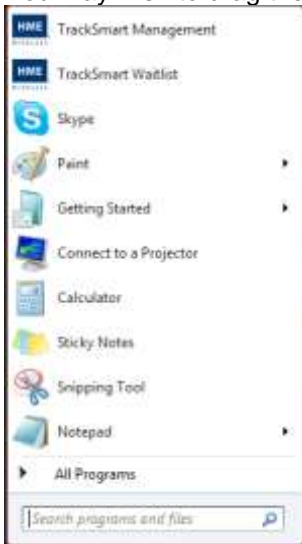 HME TrackSmart Management
HME TrackSmart Waitlist
Skype
Paint
Getting Started
Connect to a Projector
Calculator
Sticky Notes
Snipping Tool
Notepad
All Programs
Search programs and files